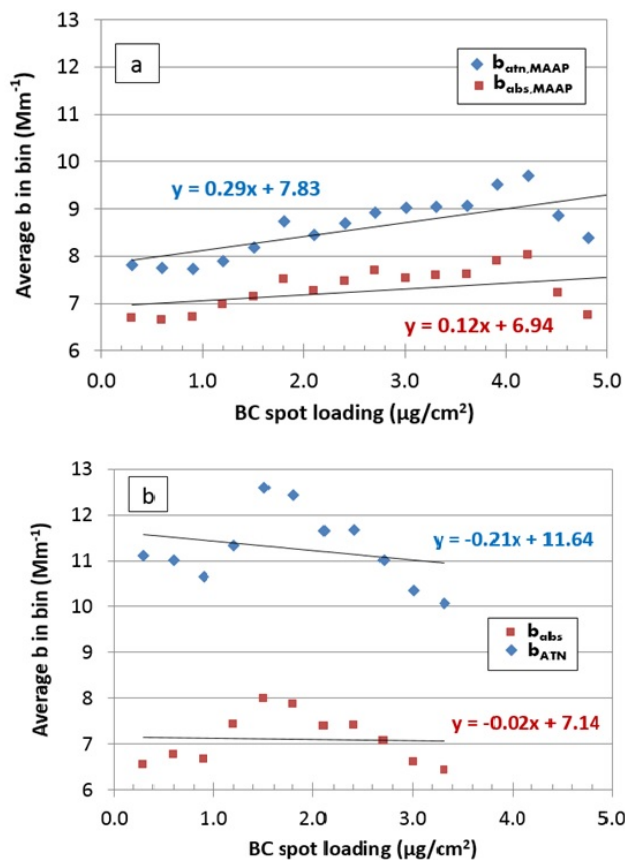 a
b_atn,MAAP
b_abs,MAAP
y = 0.29x + 7.83
y = 0.12x + 6.94
Average b in bin (Mm⁻¹)
13
12
11
10
9
8
7
6
0.0 1.0 2.0 3.0 4.0 5.0
BC spot loading (µg/cm²)
b
y = -0.21x + 11.64
b_abs
b_ATN
y = -0.02x + 7.14
Average b in bin (Mm⁻¹)
13
12
11
10
9
8
7
6
0.0 1.0 2.0 3.0 4.0 5.0
BC spot loading (µg/cm²)